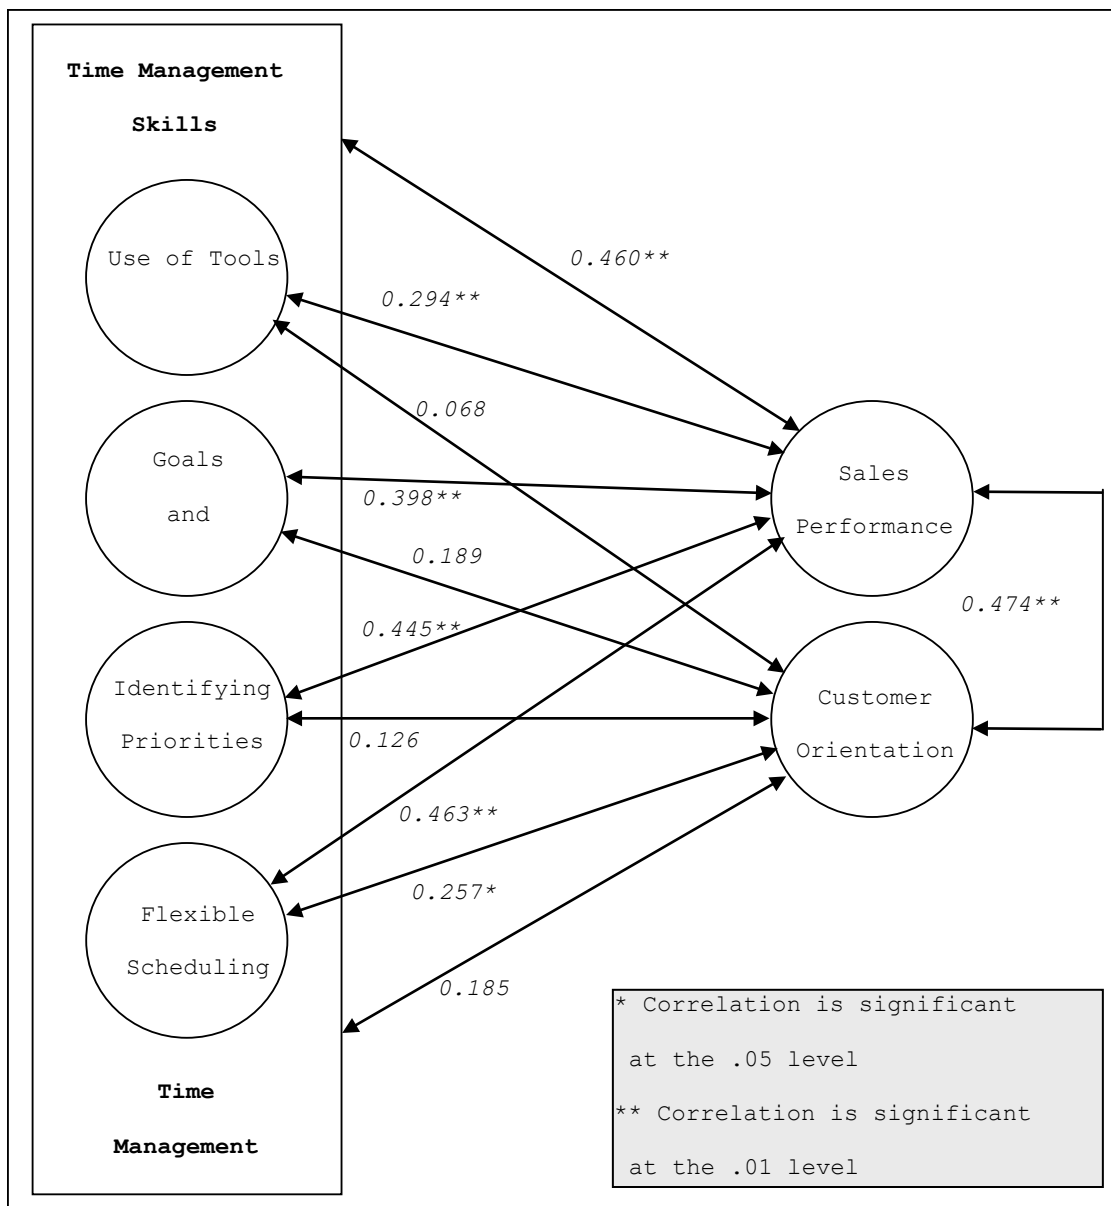 Time Management
Skills
Use of Tools
Goals
and
Identifying
Priorities
Flexible
Scheduling
Time
Management
0.460**
0.294**
0.068
0.398**
0.189
0.445**
0.126
0.463**
0.257*
0.185
Sales
Performance
0.474**
Customer
Orientation
* Correlation is significant
at the .05 level
** Correlation is significant
at the .01 level